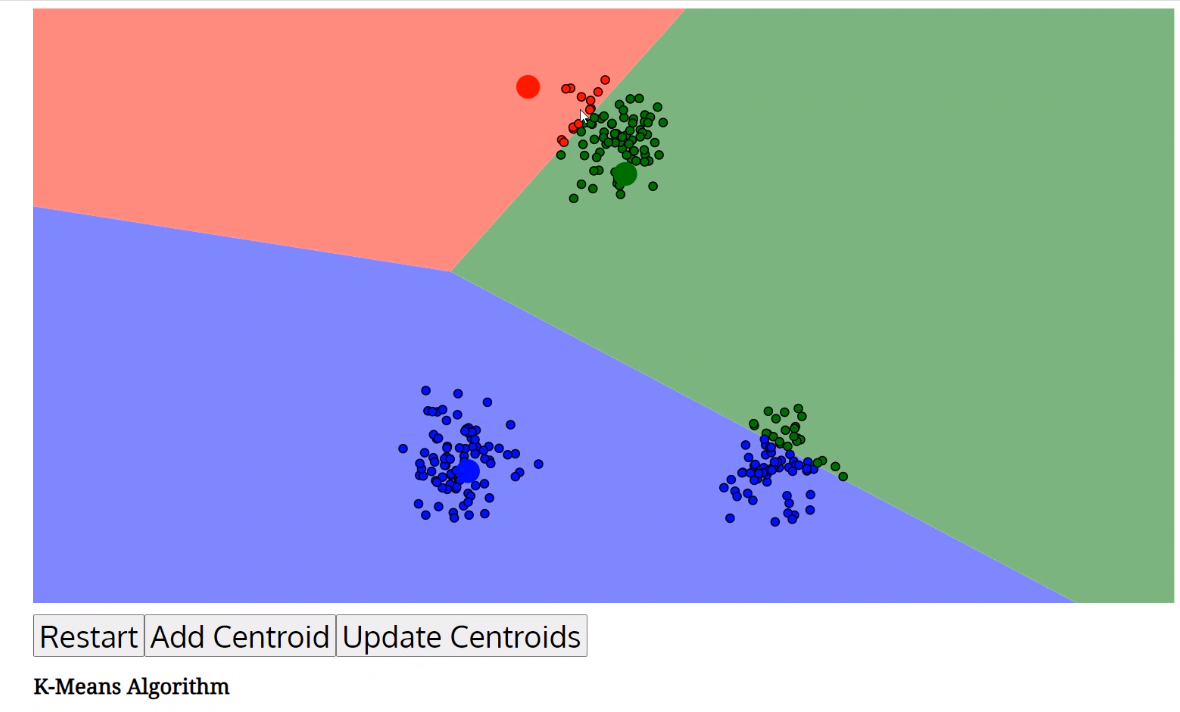 Restart Add Centroid Update Centroids
K-Means Algorithm